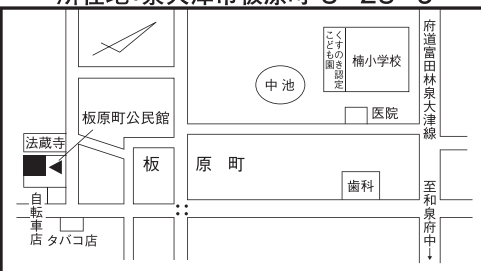 所在地:泉大津市板原町5-23-5
府道富田林泉大津線
くすのき認定
こども園
楠小学校
中池
医院
板原町公民館
法蔵寺
板原町
歯科
自転車店
タバコ店
至和泉府中→